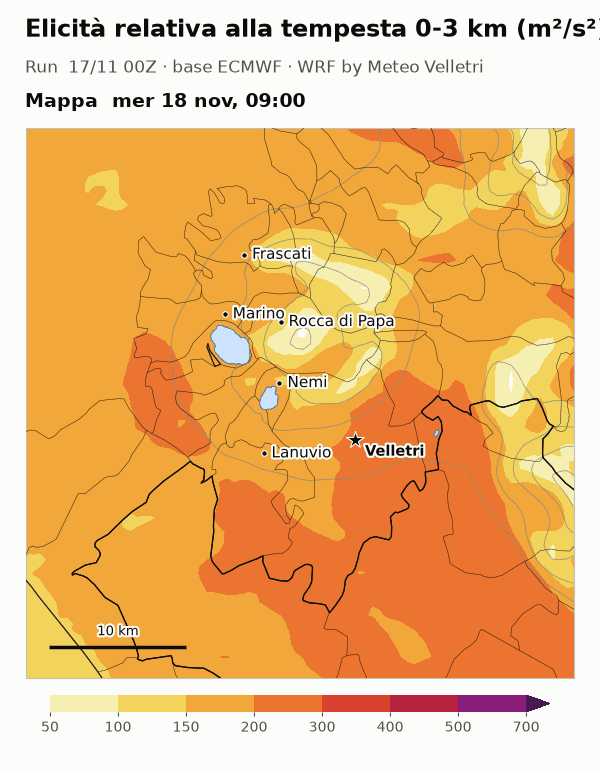 Elicità relativa alla tempesta 0-3 km (m²/s²)
Run  17/11 00Z · base ECMWF · WRF by Meteo Velletri
Mappa  mer 18 nov, 09:00
Frascati
Marino
Rocca di Papa
Nemi
Velletri
Lanuvio
10 km
50 100 150 200 300 400 500 700